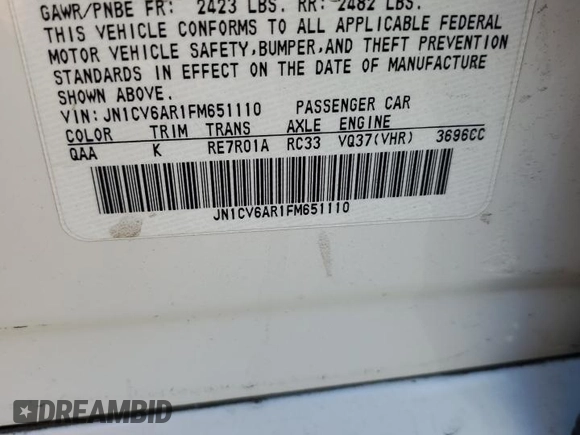 GAWR/PNBE FR: 2423 LBS. RR: 2482 LBS.
THIS VEHICLE CONFORMS TO ALL APPLICABLE FEDERAL
MOTOR VEHICLE SAFETY,BUMPER,AND THEFT PREVENTION
STANDARDS IN EFFECT ON THE DATE OF MANUFACTURE
SHOWN ABOVE.
VIN: JN1CV6AR1FM651110 PASSENGER CAR
COLOR TRIM TRANS AXLE ENGINE
QAA K RE7R01A RC33 VQ37(VHR) 3696CC
JN1CV6AR1FM651110
DREAMBID